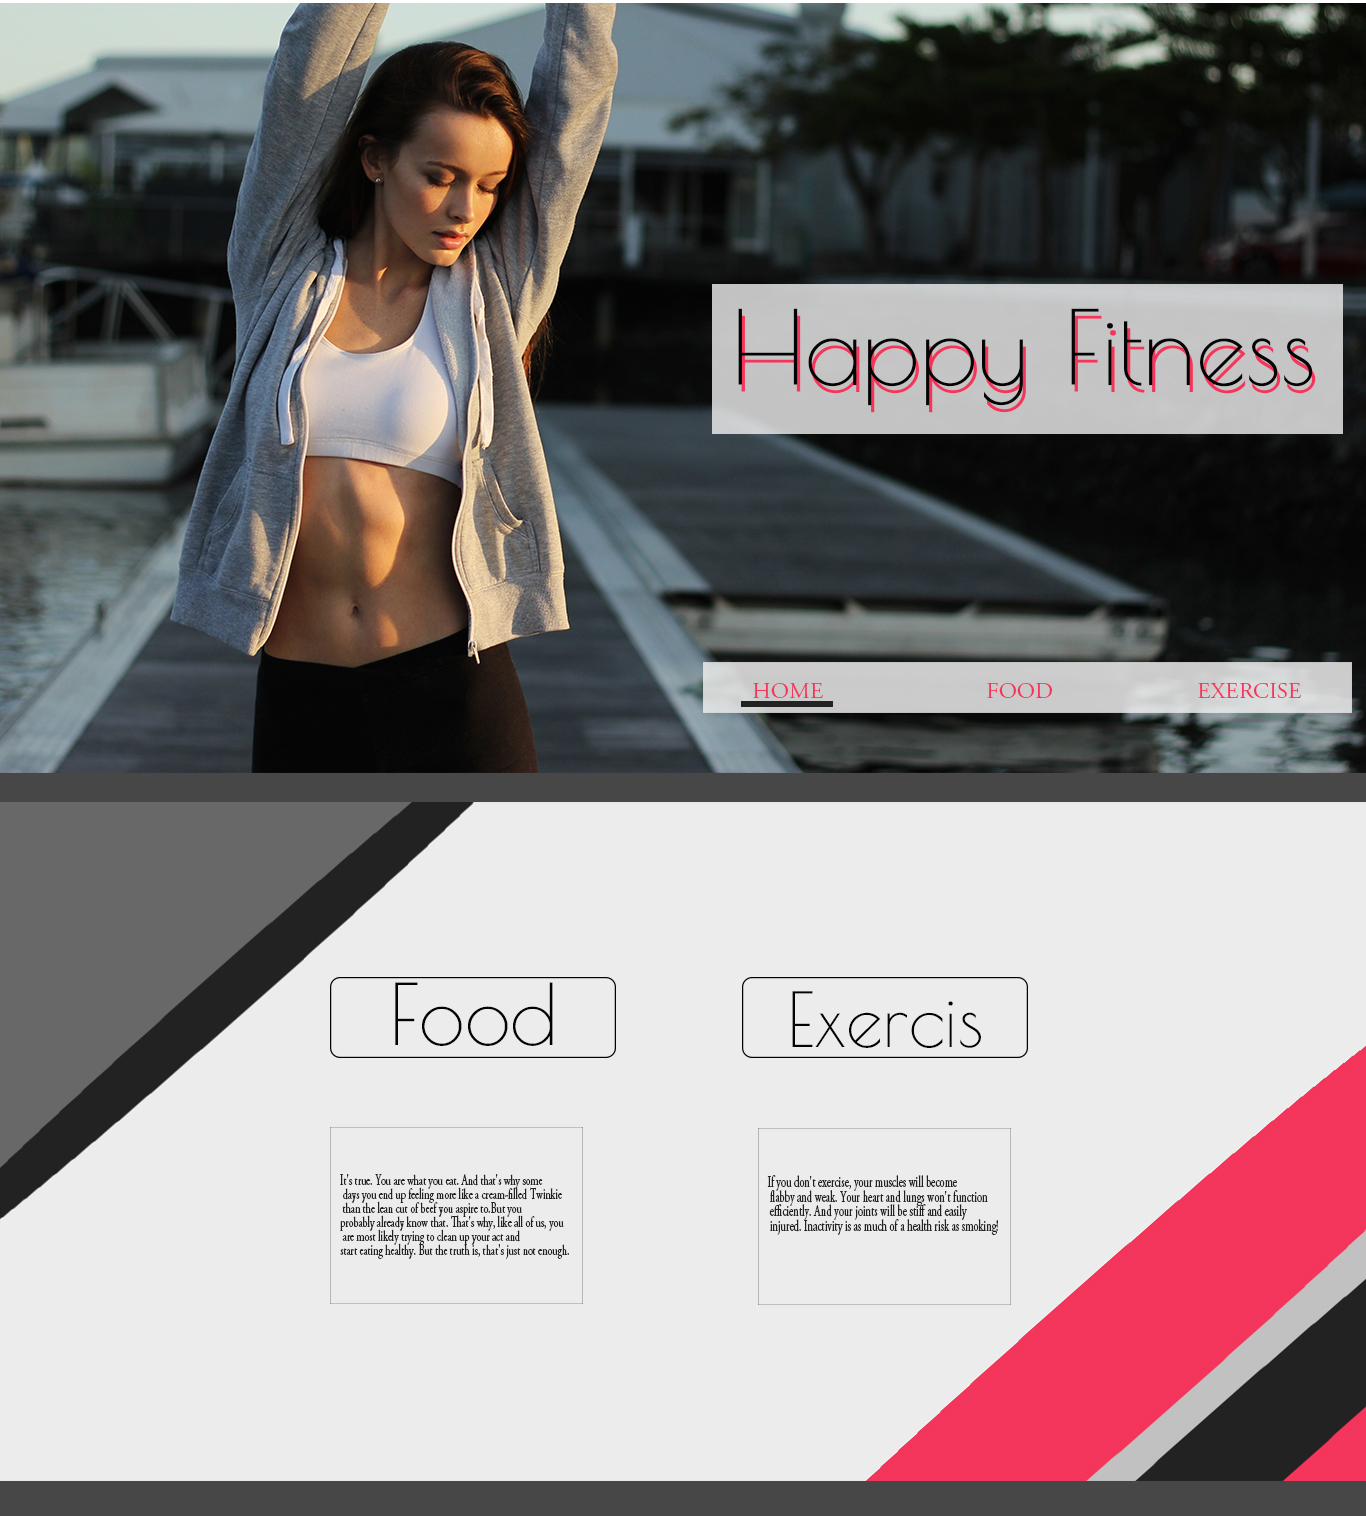 Happy Fitness
HOME FOOD EXERCISE
Food
Exercis
It's true. You are what you eat. And that's why some
days you end up feeling more like a cream-filled Twinkie
than the lean cut of beef you aspire to.But you
probably already know that. That's why, like all of us, you
are most likely trying to clean up your act and
start eating healthy. But the truth is, that's just not enough.
If you don't exercise, your muscles will become
flabby and weak. Your heart and lungs won't function
efficiently. And your joints will be stiff and easily
injured. Inactivity is as much of a health risk as smoking!